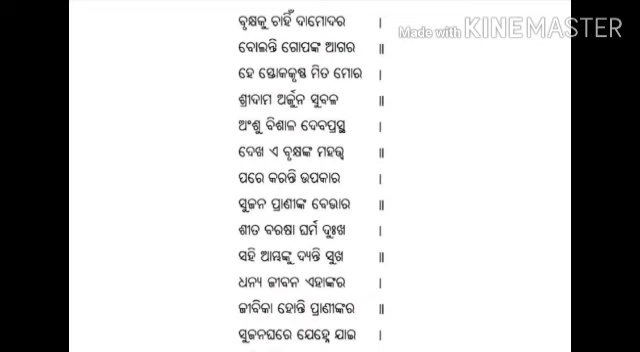 ବୃକ୍ଷକୁ ଚାହିଁ ଦାମୋଦର ।
Made with KINEMASTER
ବୋଇନ୍ତି ଗୋପଙ୍କ ଆଗର ॥
ହେ ସ୍ତୋକକୃଷ୍ଣ ମିତ ମୋର ।
ଶ୍ରୀଦାମ ଅର୍ଜୁନ ସୁବଳ ॥
ଅଂଶୁ ବିଶାଳ ଦେବପ୍ରସ୍ଥ ।
ଦେଖ ଏ ବୃକ୍ଷଙ୍କ ମହତ୍ତ୍ୱ ॥
ପରେ କରନ୍ତି ଉପକାର ।
ସୁଜନ ପ୍ରାଣୀଙ୍କ ବେଭାର ॥
ଶୀତ ବରଷା ଘର୍ମ ଦୁଃଖ ।
ସହି ଆମ୍ଭଙ୍କୁ ଦ୍ୟନ୍ତି ସୁଖ ॥
ଧନ୍ୟ ଜୀବନ ଏହାଙ୍କର ।
ଜୀବିକା ହୋନ୍ତି ପ୍ରାଣୀଙ୍କର ॥
ସୁଜନଘରେ ଯେହ୍ନେ ଯାଇ ।